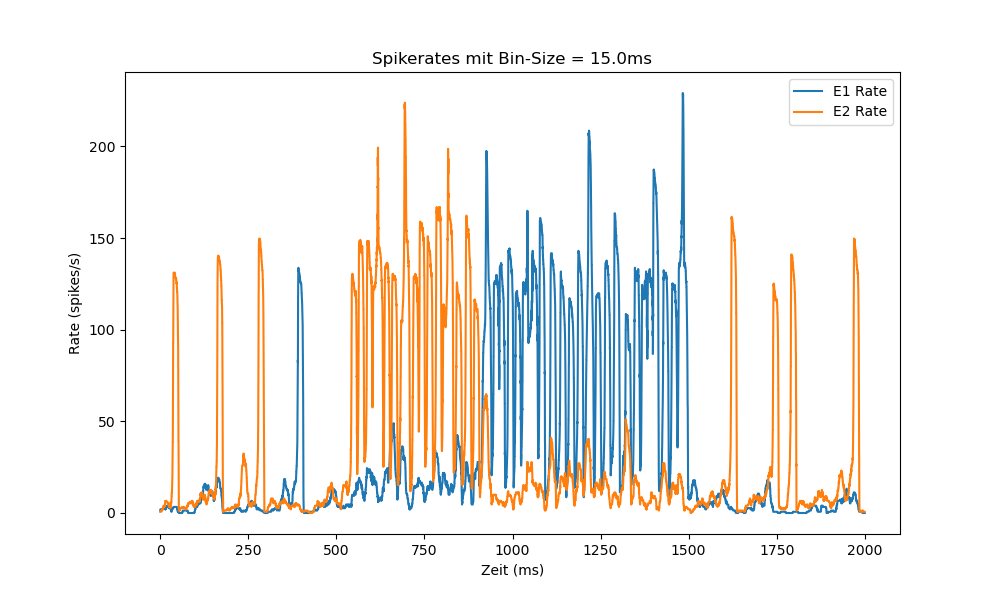 Spikerates mit Bin-Size = 15.0ms
E1 Rate
E2 Rate
200
150
100
50
0
Rate (spikes/s)
0 250 500 750 1000 1250 1500 1750 2000
Zeit (ms)